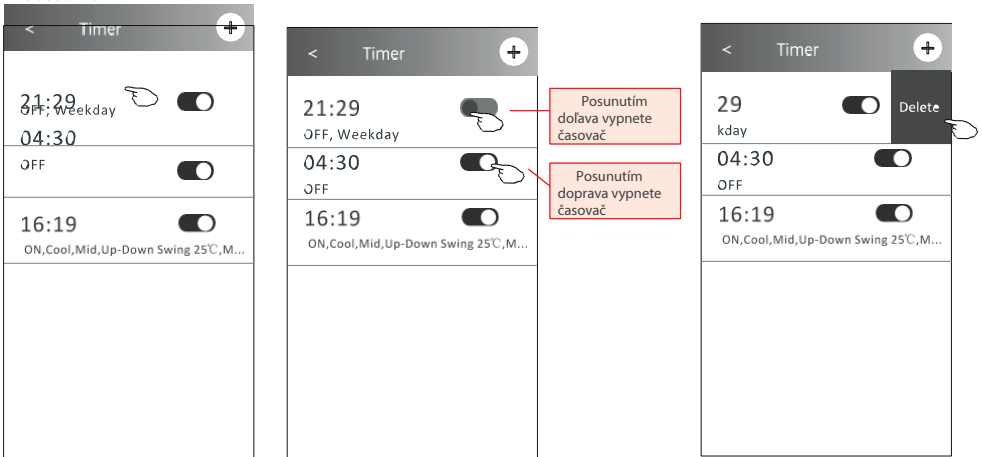 < Timer +
21:29
OFF, Weekday
04:30
OFF
16:19
ON,Cool,Mid,Up-Down Swing 25℃,M...
< Timer +
21:29
OFF, Weekday
04:30
OFF
16:19
ON,Cool,Mid,Up-Down Swing 25℃,M...
Posunutím
doľava vypnete
časovač
Posunutím
doprava vypnete
časovač
< Timer +
29
kday
Delete
04:30
OFF
16:19
ON,Cool,Mid,Up-Down Swing 25℃,M...